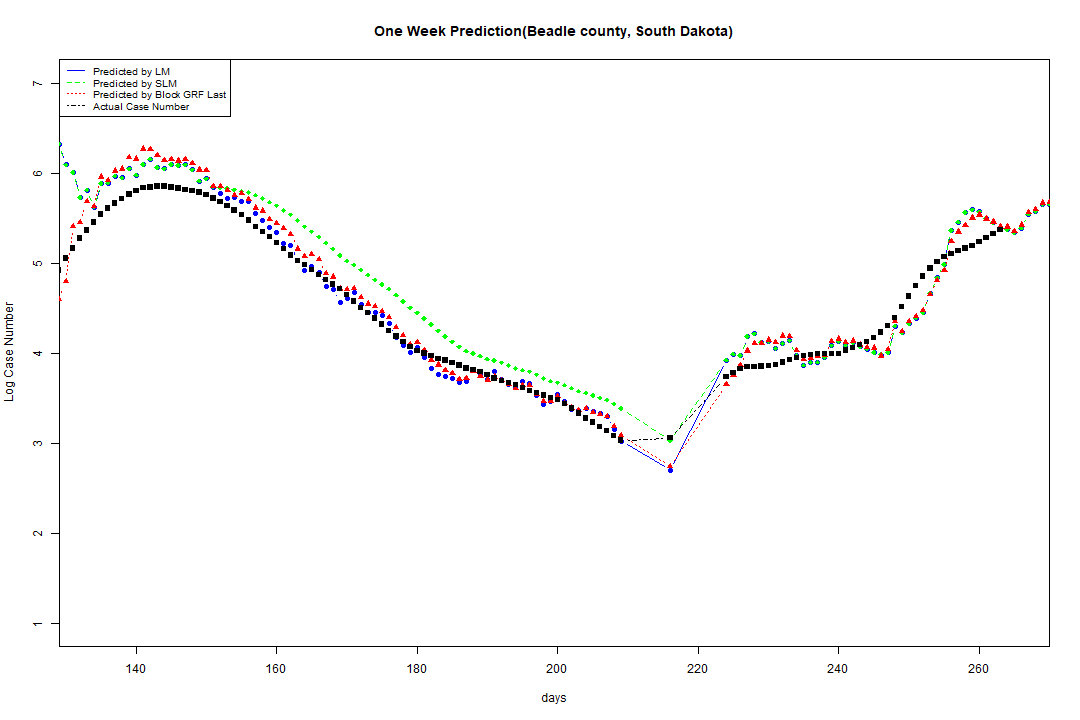 One Week Prediction(Beadle county, South Dakota)
Predicted by LM
Predicted by SLM
Predicted by Block GRF Last
Actual Case Number
Log Case Number
7
6
5
4
3
2
1
140 160 180 200 220 240 260
days